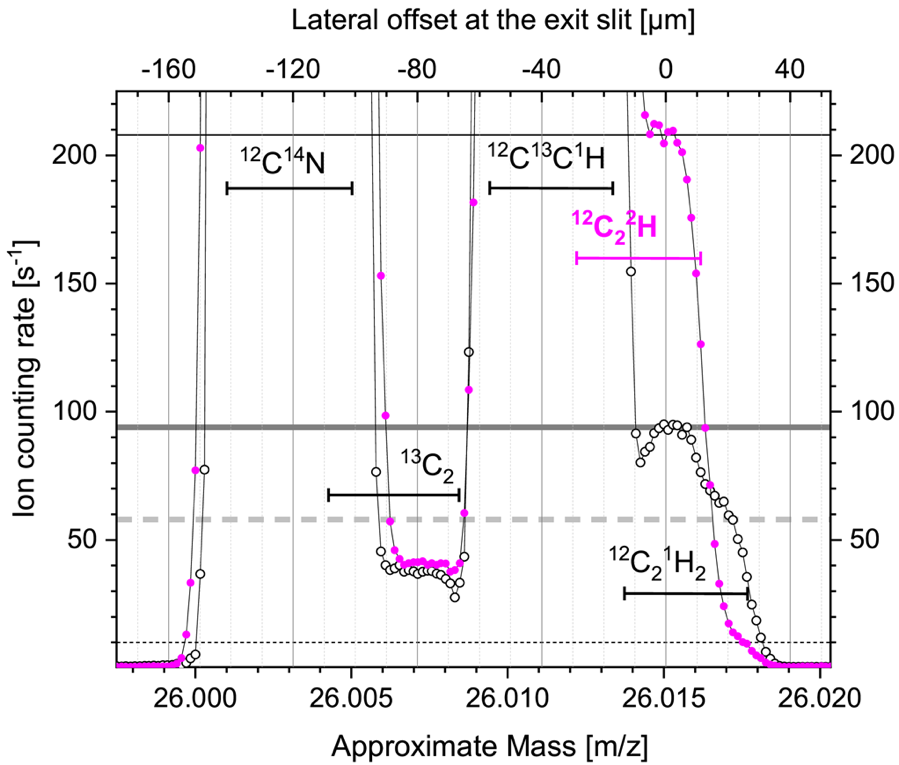 Lateral offset at the exit slit [µm]
-160 -120 -80 -40 0 40
200 200
¹²C¹⁴N ¹²C¹³C¹H
¹²C₂²H
150 150
Ion counting rate [s⁻¹]
100 100
¹³C₂
50 50
¹²C₂¹H₂
26.000 26.005 26.010 26.015 26.020
Approximate Mass [m/z]